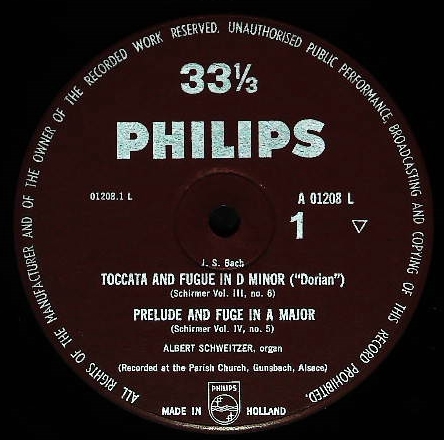 ALL RIGHTS OF THE MANUFACTURER AND OF THE OWNER OF THE RECORDED WORK RESERVED. UNAUTHORISED PUBLIC PERFORMANCE, BROADCASTING AND COPYING OF THIS RECORD PROHIBITED.
33⅓
PHILIPS
01208.1 L
A 01208 L
1 ▽
J. S. Bach
TOCCATA AND FUGUE IN D MINOR ("Dorian")
(Schirmer Vol. III, no. 6)
PRELUDE AND FUGE IN A MAJOR
(Schirmer Vol. IV, no. 5)
ALBERT SCHWEITZER, organ
(Recorded at the Parish Church, Gunsbach, Alsace)
PHILIPS
MADE IN HOLLAND